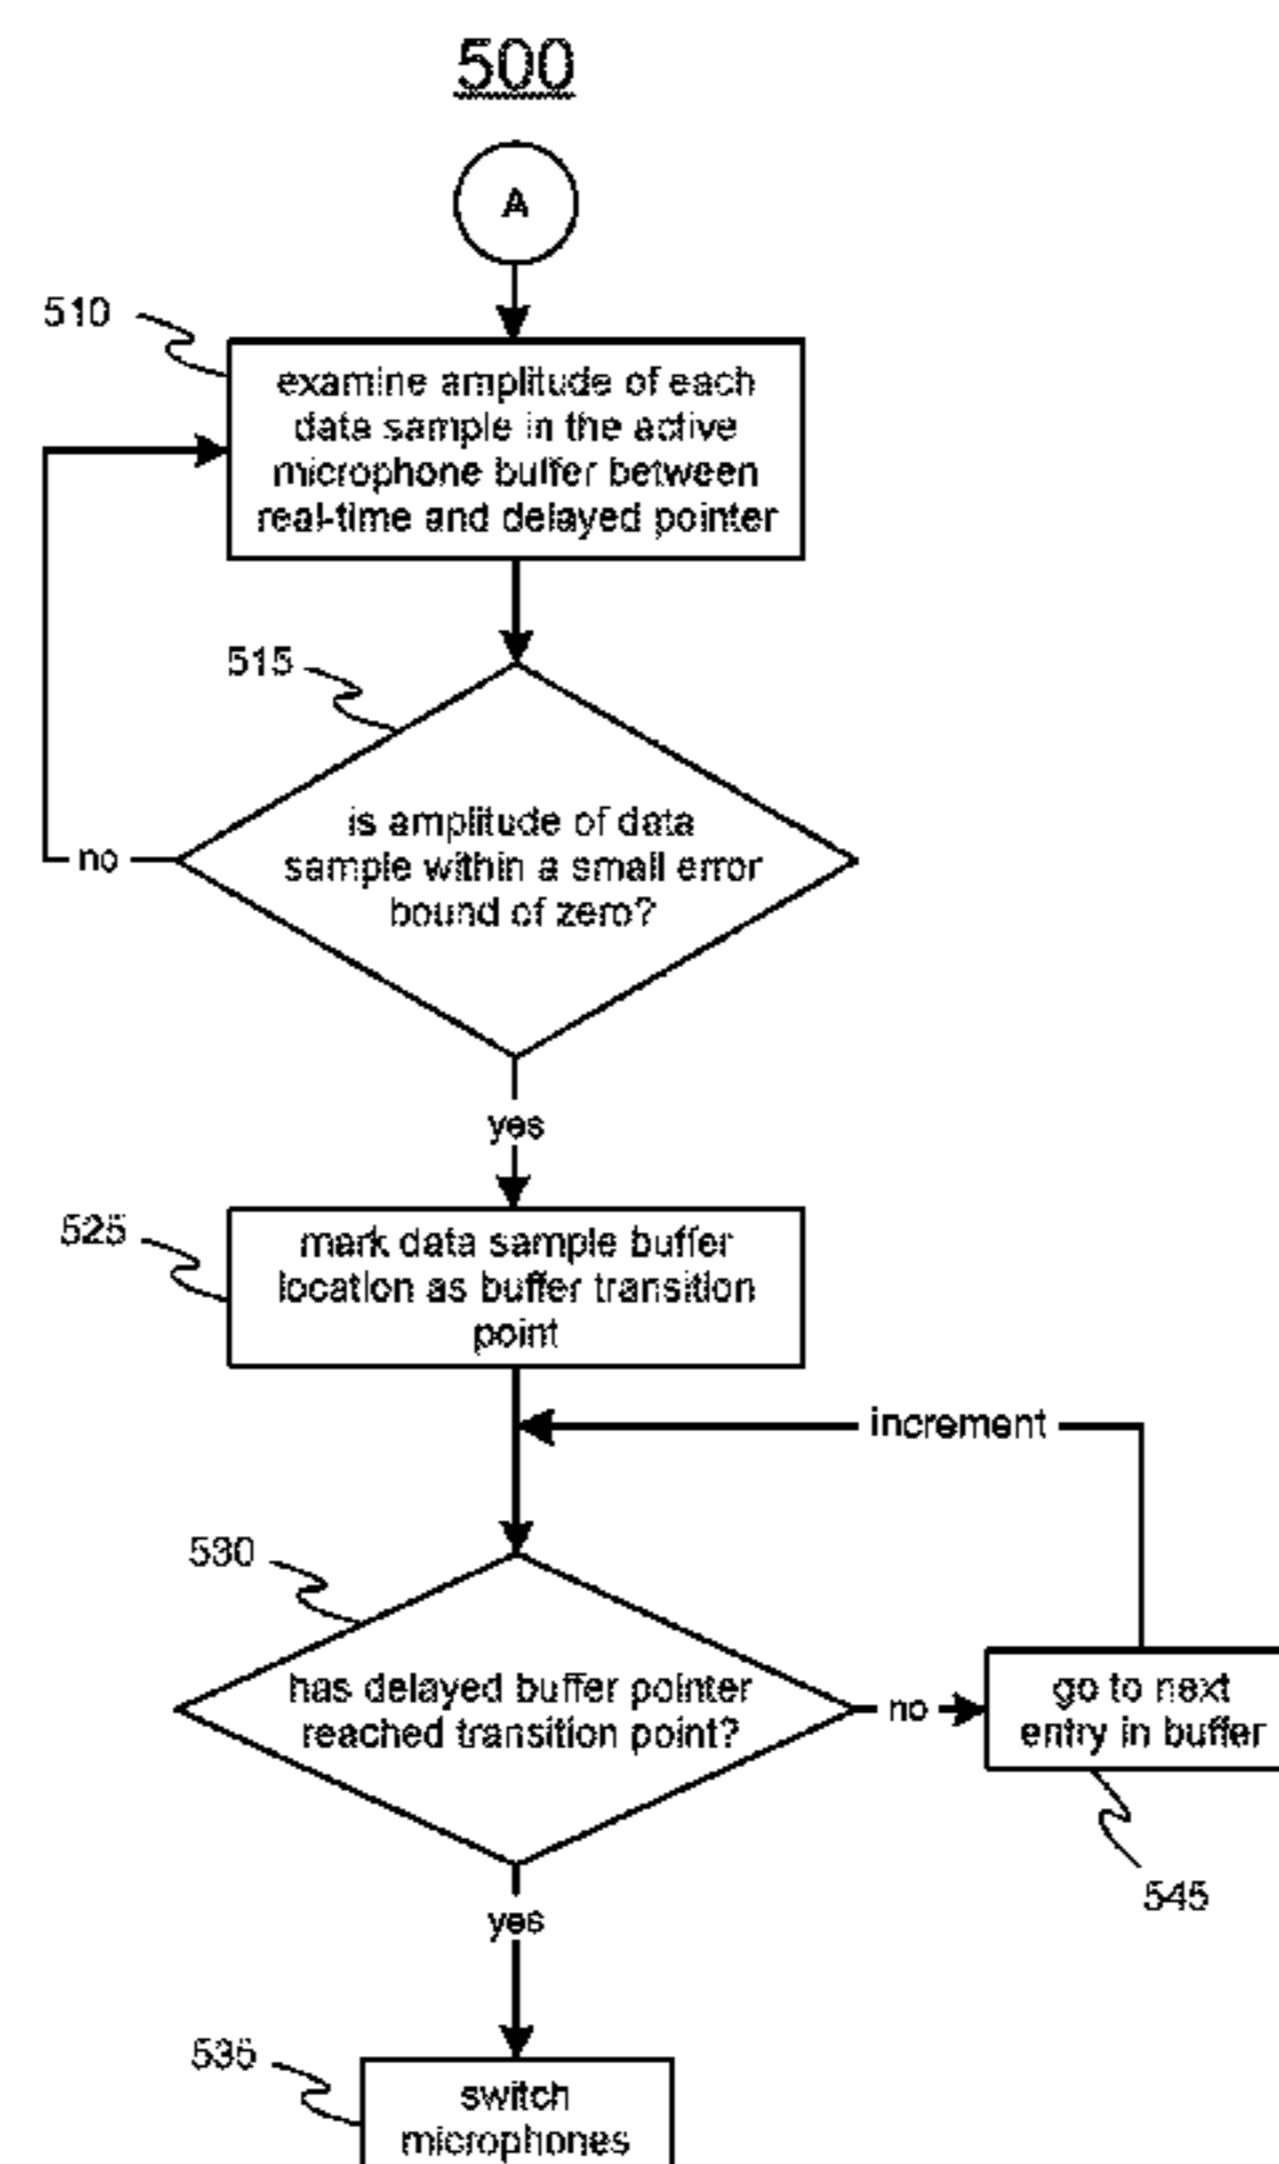 500
A
510
examine amplitude of each
data sample in the active
microphone buffer between
real-time and delayed pointer
515
is amplitude of data
sample within a small error
bound of zero?
no
yes
525
mark data sample buffer
location as buffer transition
point
increment
530
has delayed buffer pointer
reached transition point?
no
go to next
entry in buffer
545
yes
535
switch
microphones